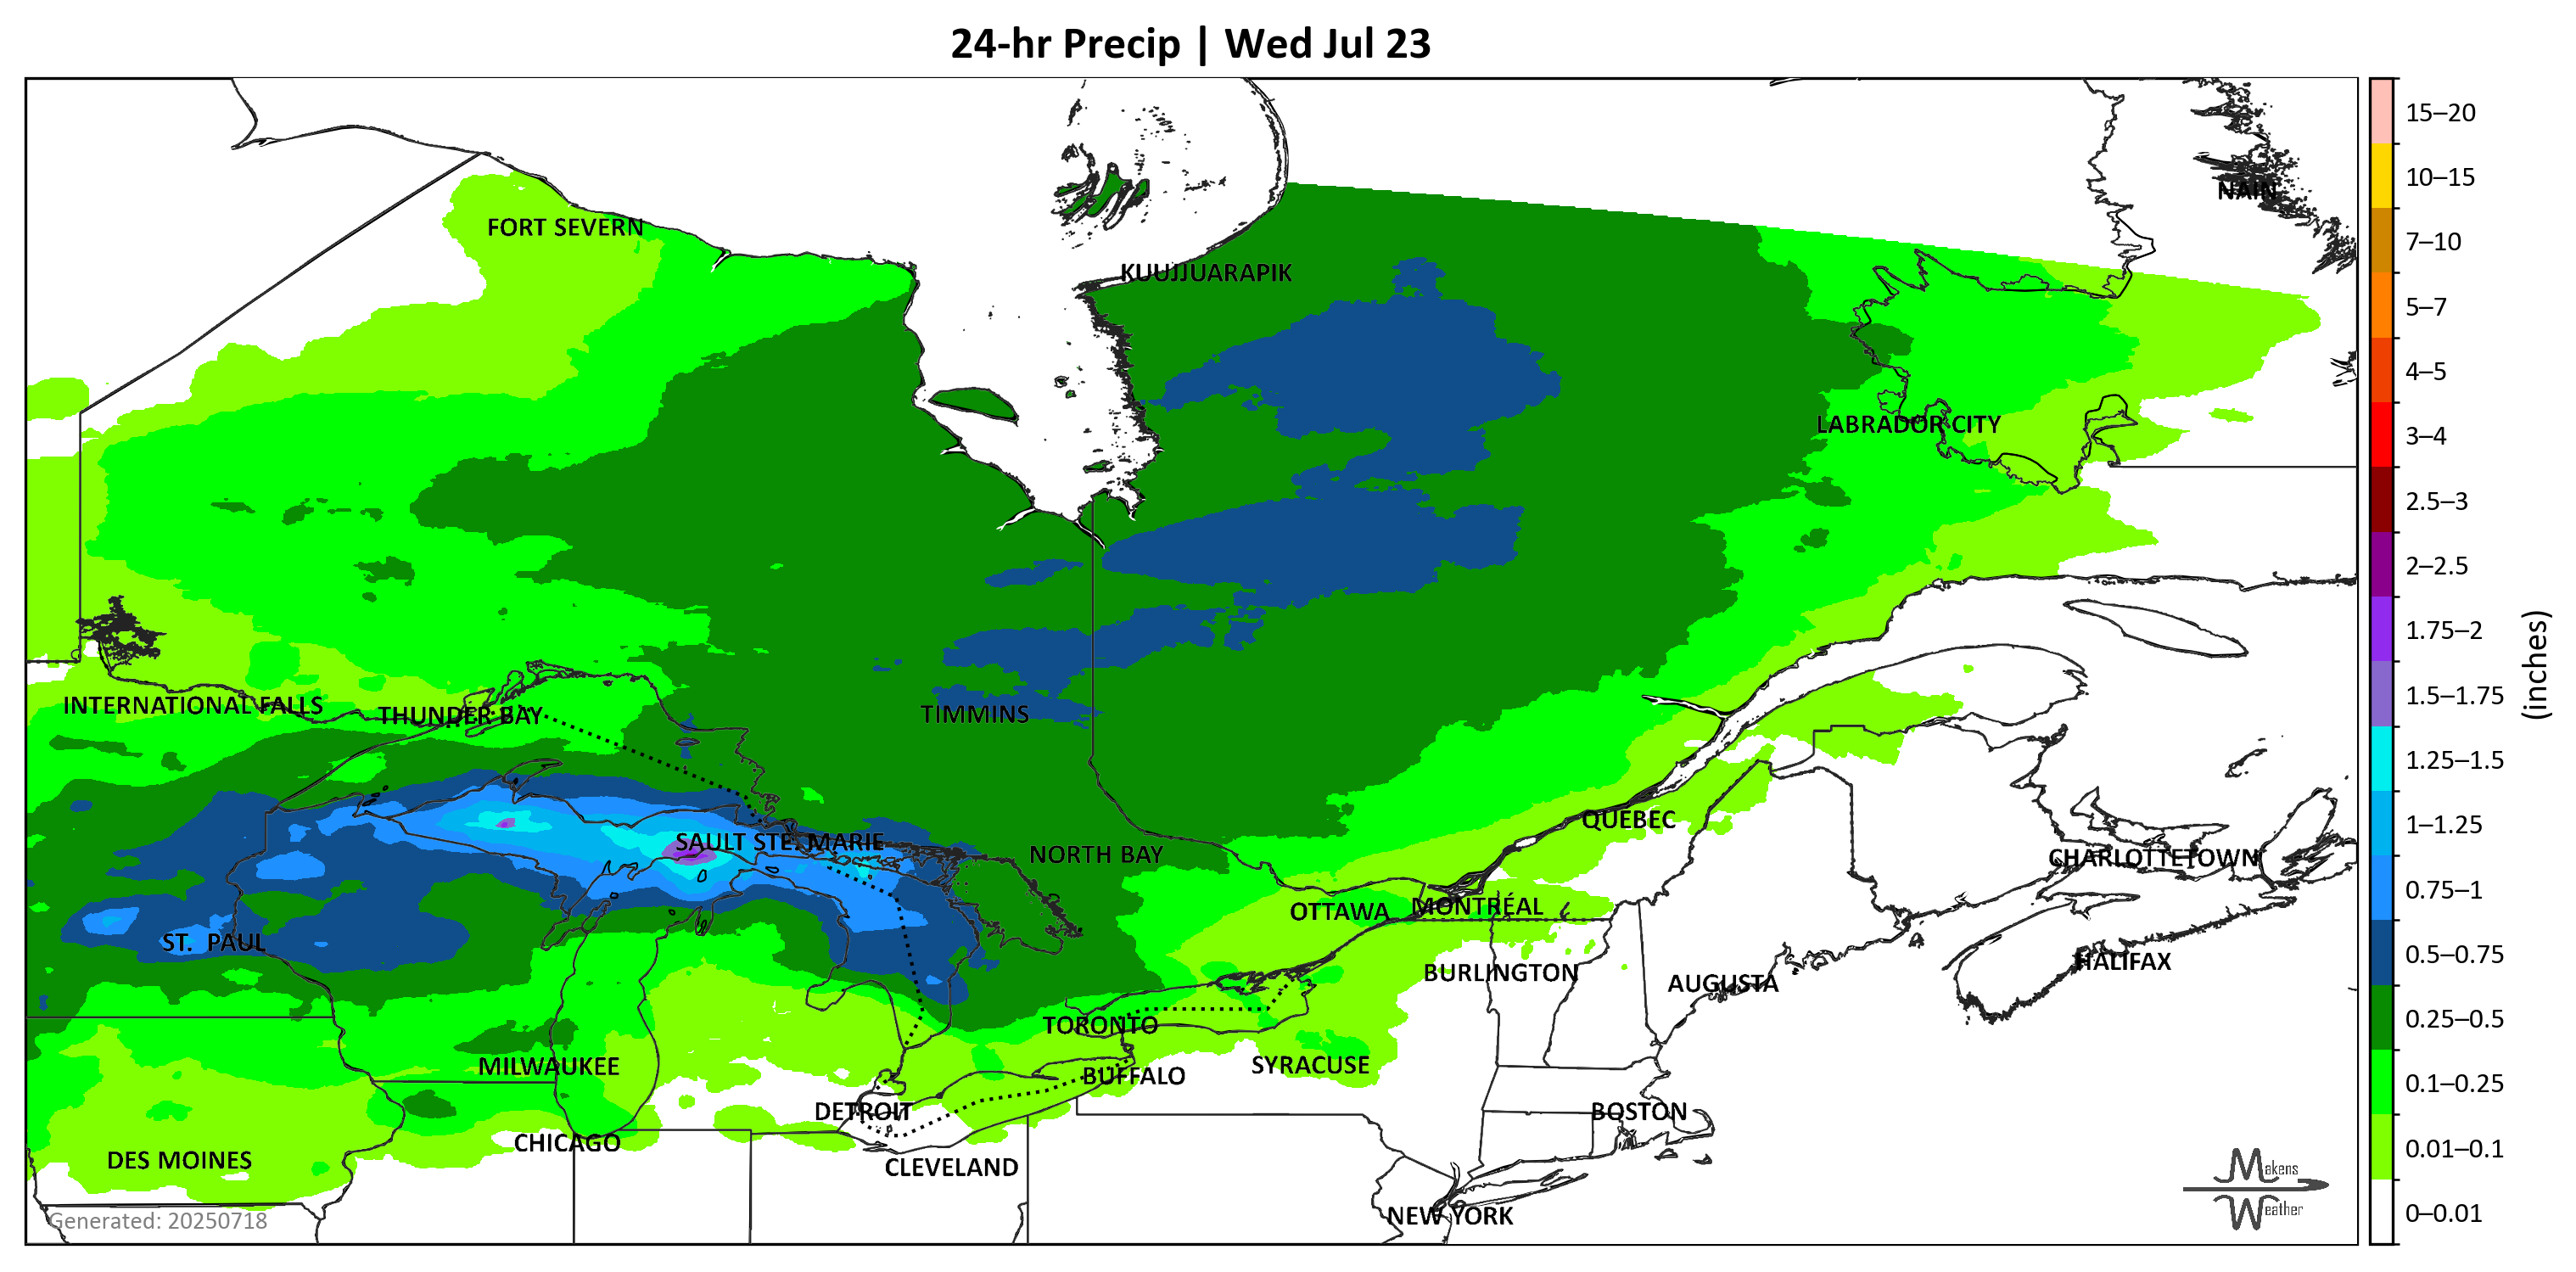 24-hr Precip | Wed Jul 23
15–20
10–15
NAIN
FORT SEVERN
7–10
KUUJJUARAPIK
5–7
4–5
LABRADOR CITY
3–4
2.5–3
2–2.5
1.75–2
(inches)
INTERNATIONAL FALLS
THUNDER BAY
TIMMINS
1.5–1.75
1.25–1.5
QUÉBEC
1–1.25
SAULT STE. MARIE
NORTH BAY
CHARLOTTETOWN
0.75–1
OTTAWA
MONTRÉAL
ST. PAUL
0.5–0.75
HALIFAX
BURLINGTON
AUGUSTA
0.25–0.5
TORONTO
MILWAUKEE
SYRACUSE
BUFFALO
0.1–0.25
DETROIT
BOSTON
CHICAGO
0.01–0.1
DES MOINES
CLEVELAND
Makens
Weather
NEW YORK
0–0.01
Generated: 20250718